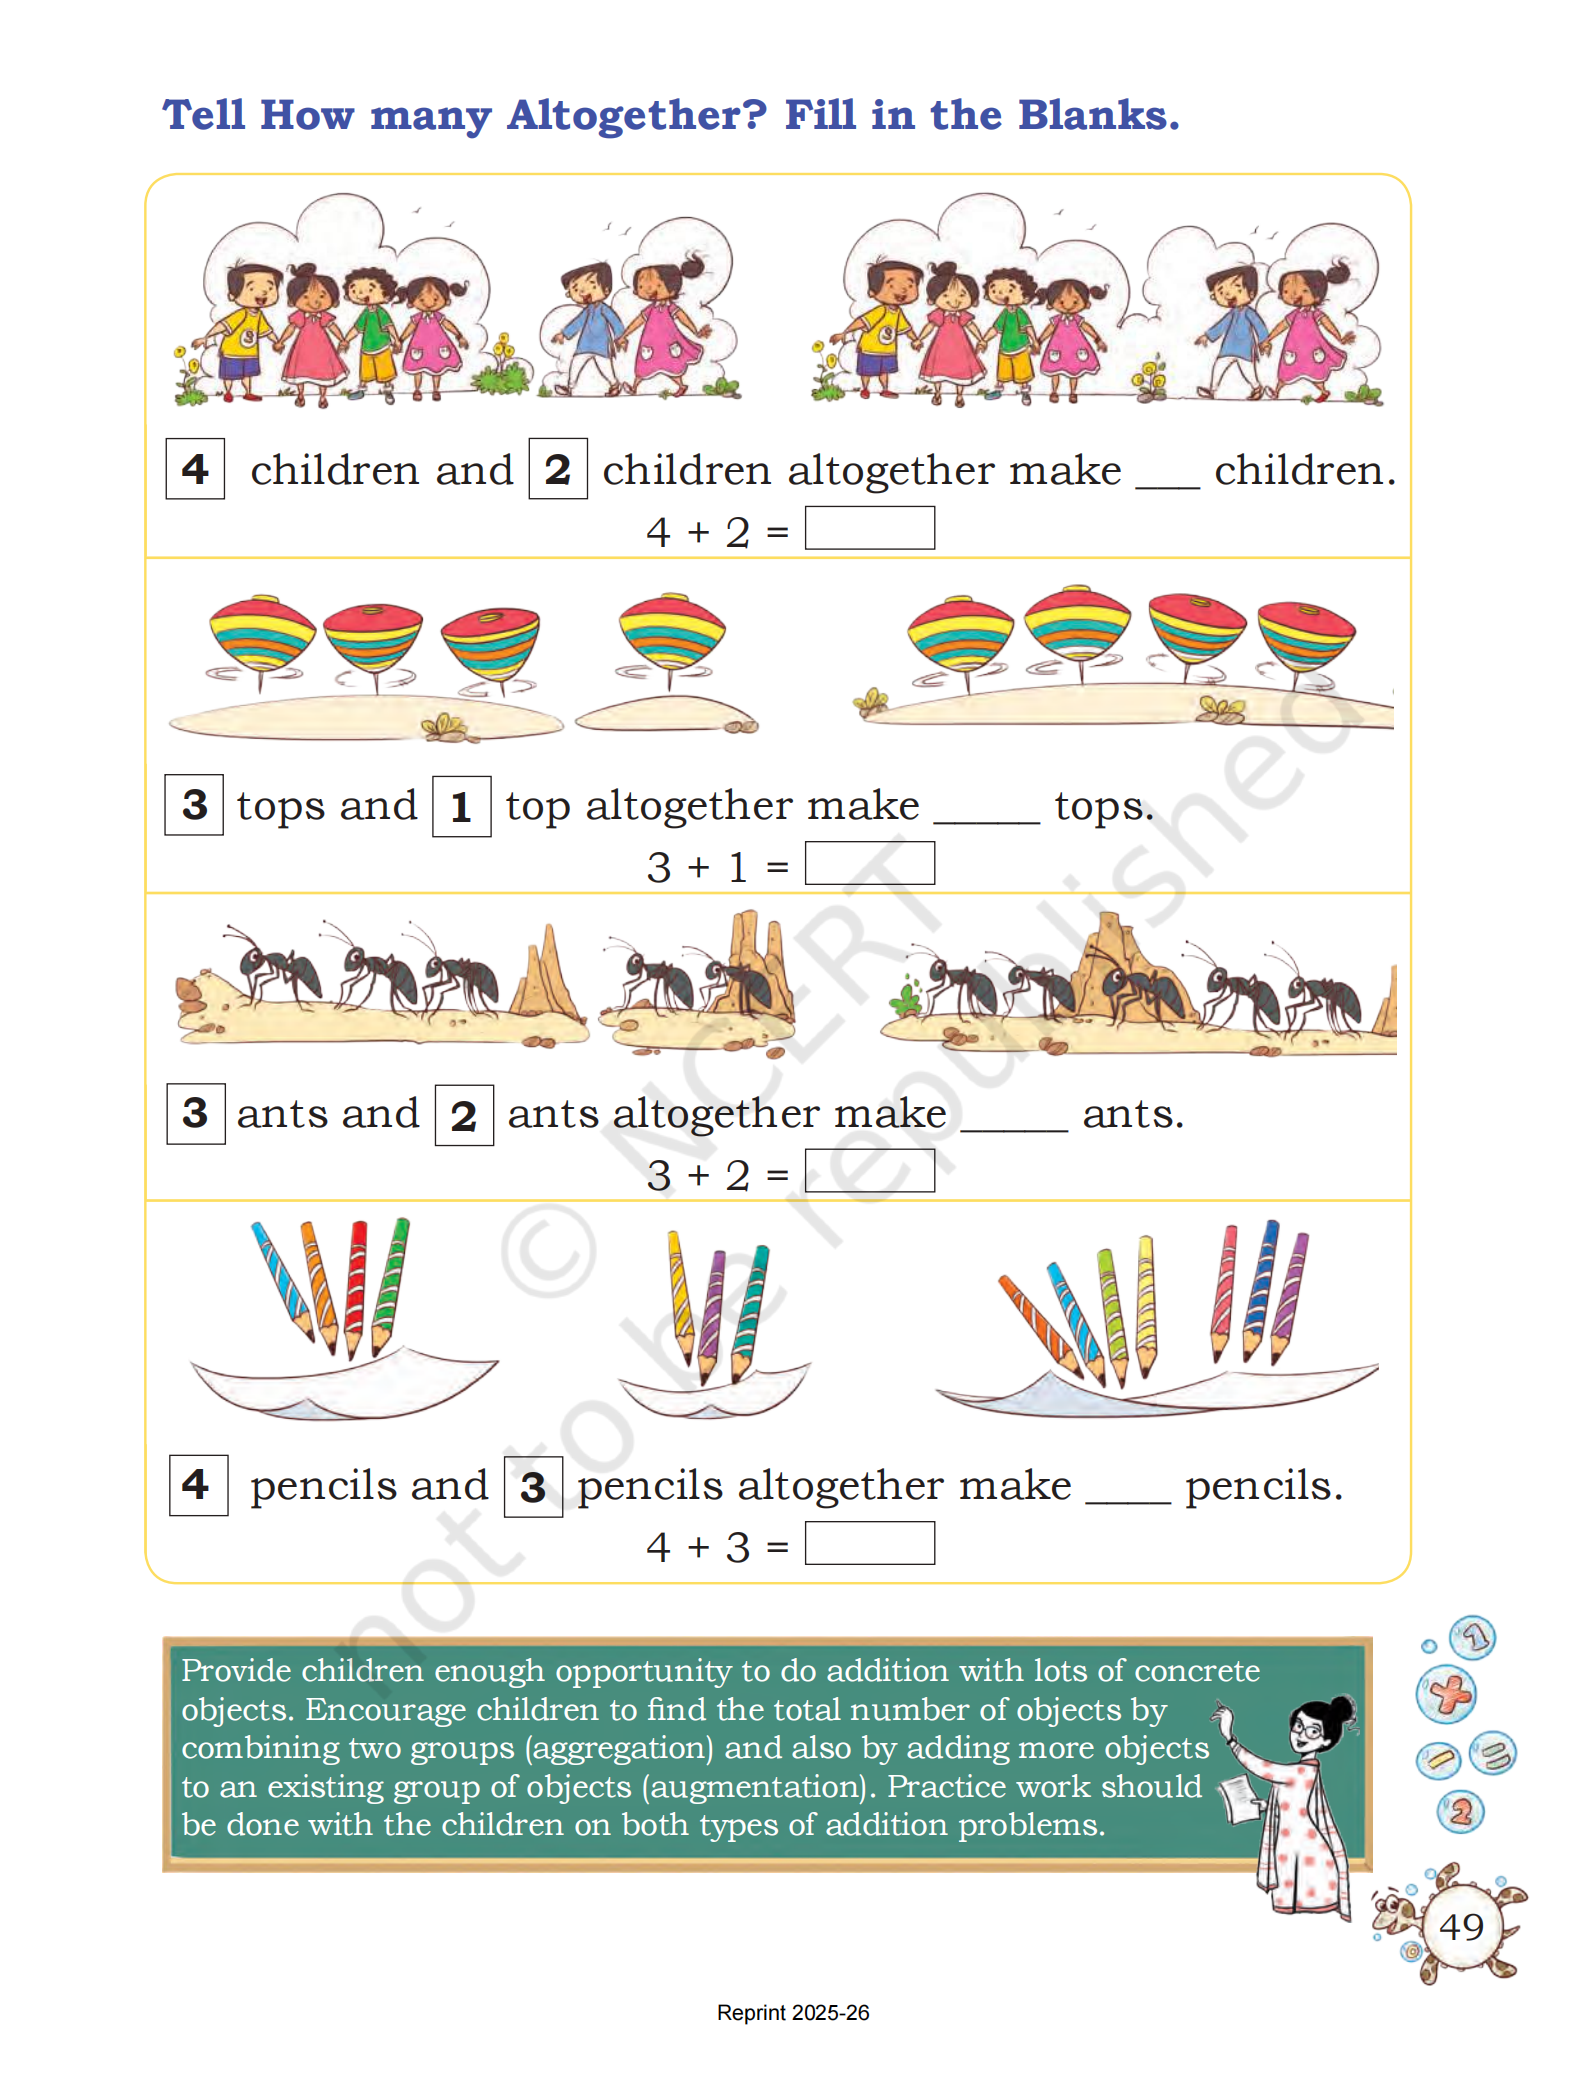 Tell How many Altogether? Fill in the Blanks.
4 children and 2 children altogether make ___ children.
4 + 2 =
3 tops and 1 top altogether make _____ tops.
3 + 1 =
3 ants and 2 ants altogether make _____ ants.
3 + 2 =
4 pencils and 3 pencils altogether make ____ pencils.
4 + 3 =
© NCERT
not to be republished
Provide children enough opportunity to do addition with lots of concrete
objects. Encourage children to find the total number of objects by
combining two groups (aggregation) and also by adding more objects
to an existing group of objects (augmentation). Practice work should
be done with the children on both types of addition problems.
1
+
−
=
2
49
Reprint 2025-26